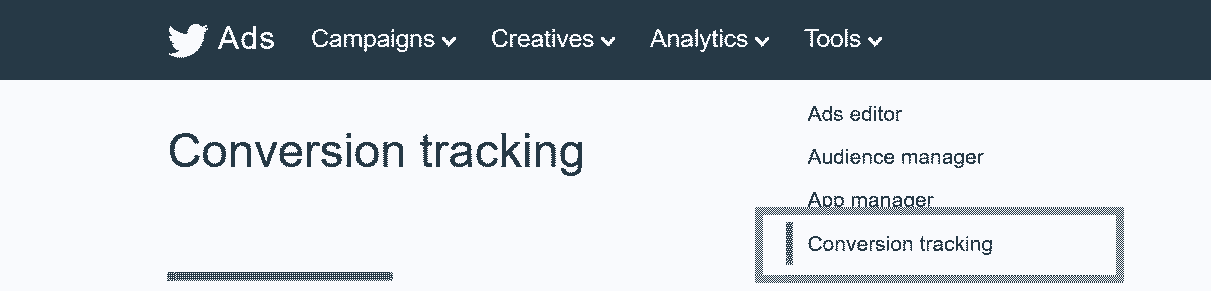 Ads Campaigns Creatives Analytics Tools
Ads editor
Conversion tracking
Audience manager
App manager
Conversion tracking